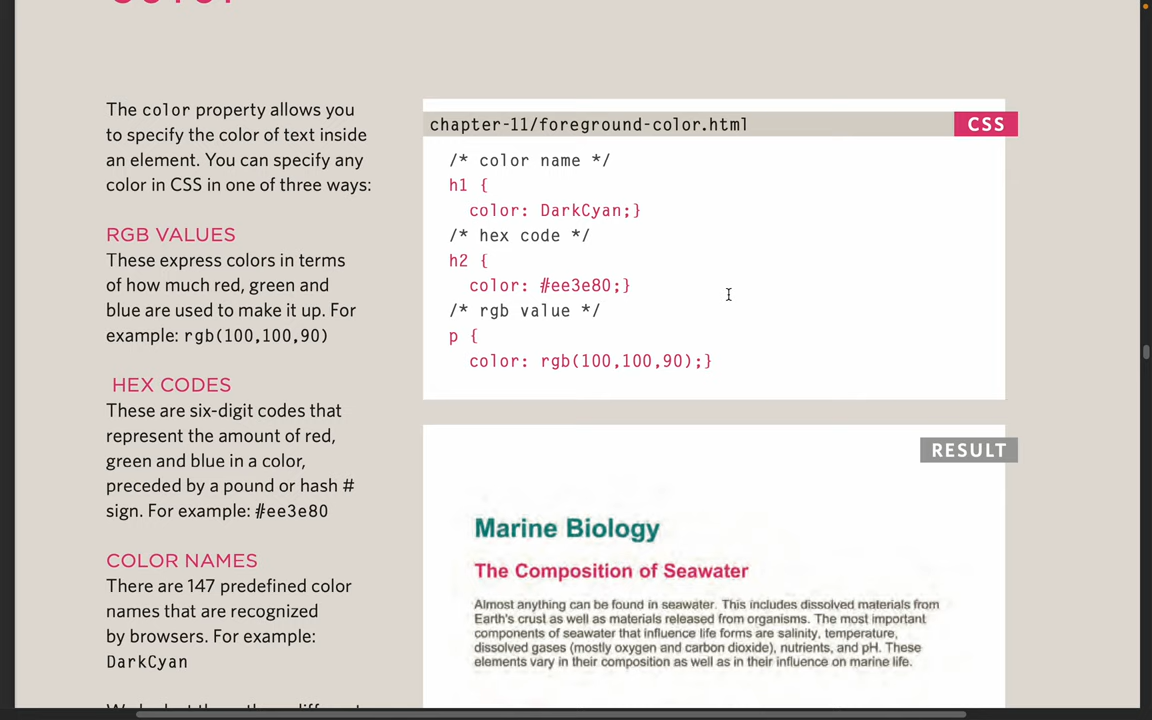 The color property allows you
to specify the color of text inside
an element. You can specify any
color in CSS in one of three ways:
RGB VALUES
These express colors in terms
of how much red, green and
blue are used to make it up. For
example: rgb(100,100,90)
HEX CODES
These are six-digit codes that
represent the amount of red,
green and blue in a color,
preceded by a pound or hash #
sign. For example: #ee3e80
COLOR NAMES
There are 147 predefined color
names that are recognized
by browsers. For example:
DarkCyan
chapter-11/foreground-color.html
CSS
/* color name */
h1 {
color: DarkCyan;}
/* hex code */
h2 {
color: #ee3e80;}
/* rgb value */
p {
color: rgb(100,100,90);}
RESULT
Marine Biology
The Composition of Seawater
Almost anything can be found in seawater. This includes dissolved materials from
Earth's crust as well as materials released from organisms. The most important
components of seawater that influence life forms are salinity, temperature,
dissolved gases (mostly oxygen and carbon dioxide), nutrients, and pH. These
elements vary in their composition as well as in their influence on marine life.